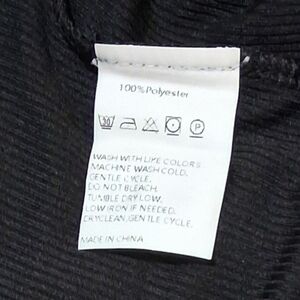 100%Polyester
P
WASH WITH LIKE COLORS
MACHINE WASH COLD.
GENTLE CYCLE.
DO NOT BLEACH.
TUMBLE DRY LOW.
LOW IRON IF NEEDED.
DRYCLEAN, GENTLE CYCLE.
MADE IN CHINA